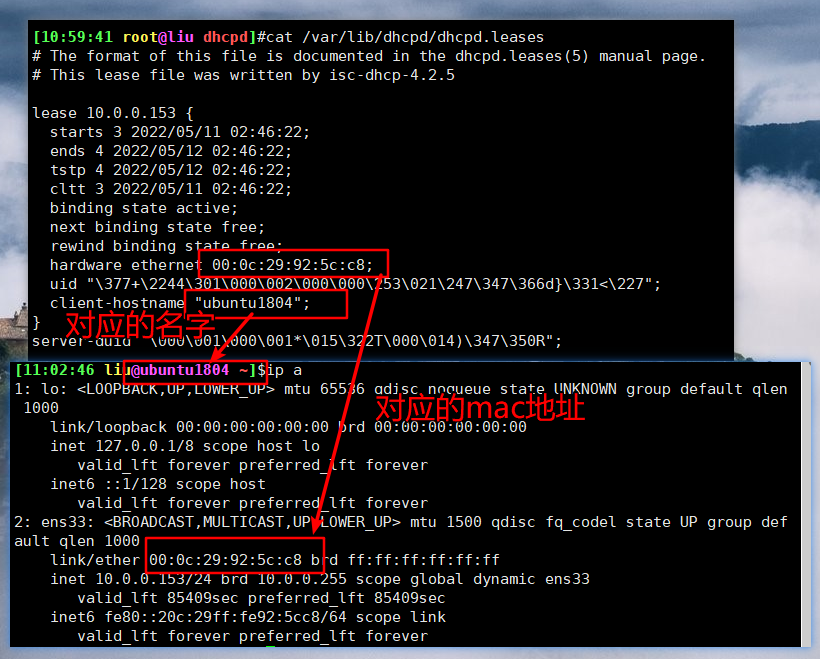 [10:59:41 root@liu dhcpd]#cat /var/lib/dhcpd/dhcpd.leases
# The format of this file is documented in the dhcpd.leases(5) manual page.
# This lease file was written by isc-dhcp-4.2.5
lease 10.0.0.153 {
starts 3 2022/05/11 02:46:22;
ends 4 2022/05/12 02:46:22;
tstp 4 2022/05/12 02:46:22;
cltt 3 2022/05/11 02:46:22;
binding state active;
next binding state free;
rewind binding state free;
hardware ethernet 00:0c:29:92:5c:c8;
uid "\377+\2244\301\000\002\000\000\253\021\247\347\366d}\331<\227";
client-hostname "ubuntu1804";
对应的名字
}
server-duid "\000\001\000\001*\015\322T\000\014)\347\350R";
[11:02:46 liu@ubuntu1804 ~]$ip a
1: lo: <LOOPBACK,UP,LOWER_UP> mtu 65536 qdisc noqueue state UNKNOWN group default qlen
1000
对应的mac地址
link/loopback 00:00:00:00:00:00 brd 00:00:00:00:00:00
inet 127.0.0.1/8 scope host lo
valid_lft forever preferred_lft forever
inet6 ::1/128 scope host
valid_lft forever preferred_lft forever
2: ens33: <BROADCAST,MULTICAST,UP,LOWER_UP> mtu 1500 qdisc fq_codel state UP group def
ault qlen 1000
link/ether 00:0c:29:92:5c:c8 brd ff:ff:ff:ff:ff:ff
inet 10.0.0.153/24 brd 10.0.0.255 scope global dynamic ens33
valid_lft 85409sec preferred_lft 85409sec
inet6 fe80::20c:29ff:fe92:5cc8/64 scope link
valid_lft forever preferred_lft forever